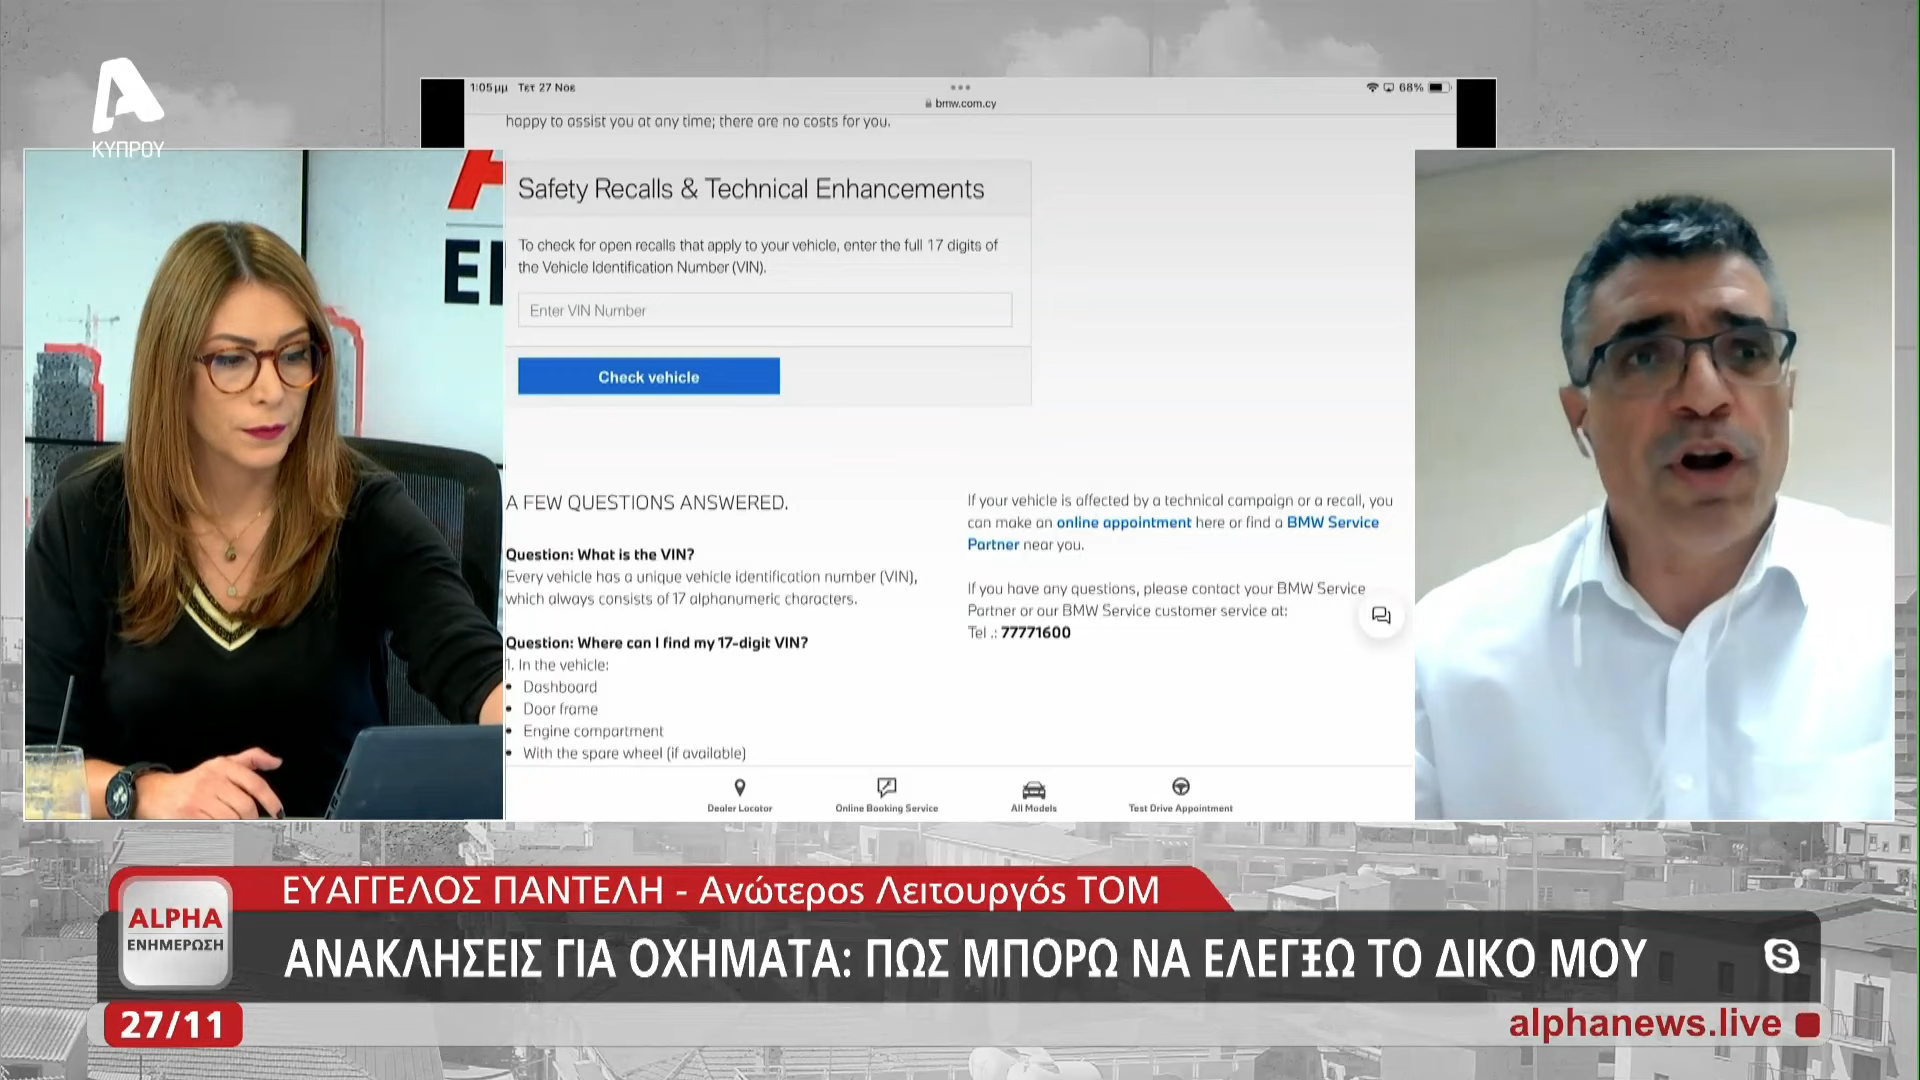 ΚΥΠΡΟΥ
1:05 μμ Τετ 27 Νοε
68%
bmw.com.cy
happy to assist you at any time; there are no costs for you.
Safety Recalls & Technical Enhancements
To check for open recalls that apply to your vehicle, enter the full 17 digits of
the Vehicle Identification Number (VIN).
Enter VIN Number
Check vehicle
A FEW QUESTIONS ANSWERED.
Question: What is the VIN?
Every vehicle has a unique vehicle identification number (VIN),
which always consists of 17 alphanumeric characters.
Question: Where can I find my 17-digit VIN?
1. In the vehicle:
• Dashboard
• Door frame
• Engine compartment
• With the spare wheel (if available)
If your vehicle is affected by a technical campaign or a recall, you
can make an online appointment here or find a BMW Service
Partner near you.
If you have any questions, please contact your BMW Service
Partner or our BMW Service customer service at:
Tel .: 77771600
Dealer Locator
Online Booking Service
All Models
Test Drive Appointment
ΕΥΑΓΓΕΛΟΣ ΠΑΝΤΕΛΗ - Ανώτερος Λειτουργός ΤΟΜ
ALPHA
ΕΝΗΜΕΡΩΣΗ
ΑΝΑΚΛΗΣΕΙΣ ΓΙΑ ΟΧΗΜΑΤΑ: ΠΩΣ ΜΠΟΡΩ ΝΑ ΕΛΕΓΞΩ ΤΟ ΔΙΚΟ ΜΟΥ
27/11
alphanews.live